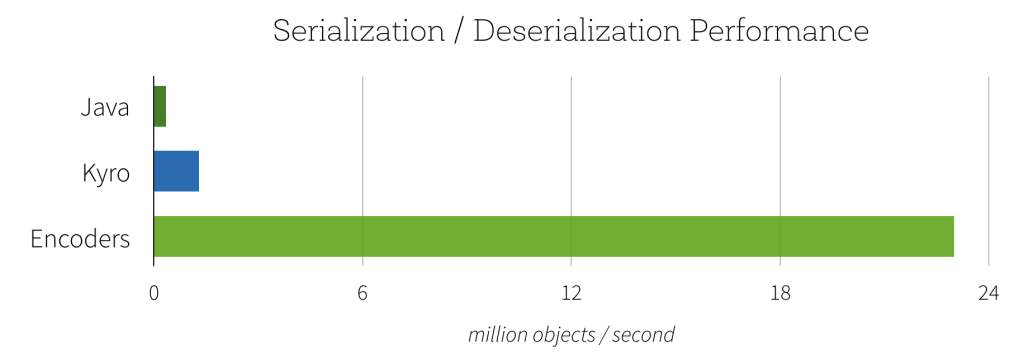 Serialization / Deserialization Performance
Java
Kyro
Encoders
0 6 12 18 24
million objects / second